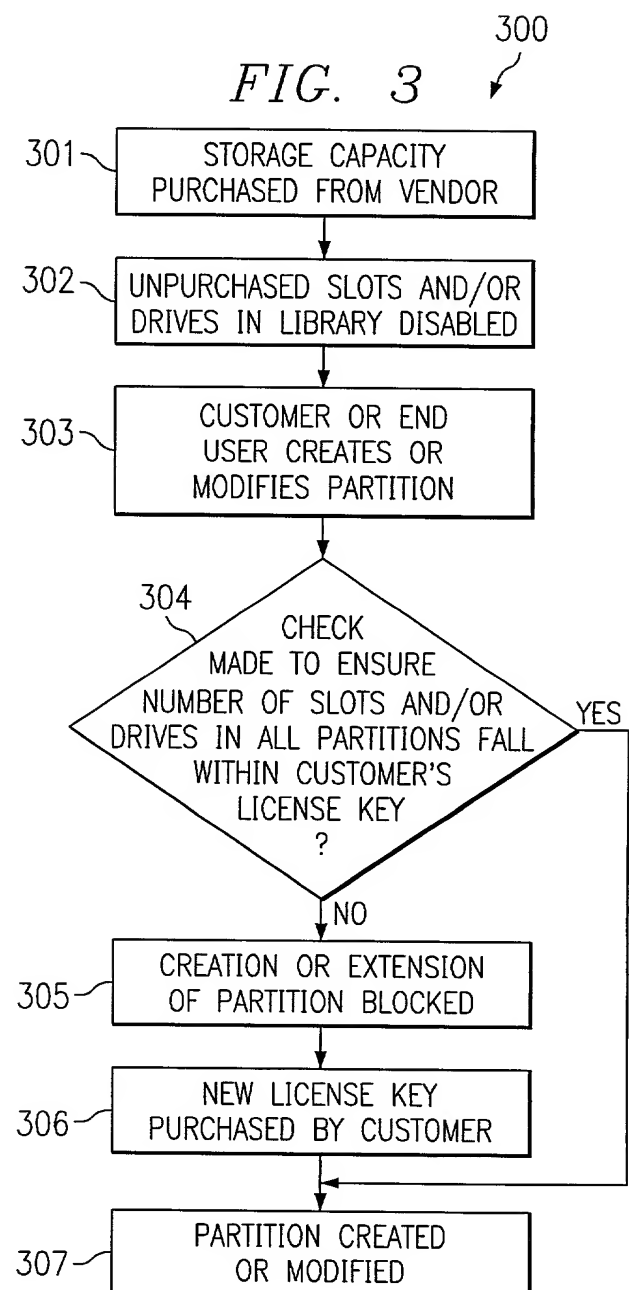 300
FIG. 3
301
STORAGE CAPACITY
PURCHASED FROM VENDOR
302
UNPURCHASED SLOTS AND/OR
DRIVES IN LIBRARY DISABLED
303
CUSTOMER OR END
USER CREATES OR
MODIFIES PARTITION
304
CHECK
MADE TO ENSURE
NUMBER OF SLOTS AND/OR
DRIVES IN ALL PARTITIONS FALL
WITHIN CUSTOMER'S
LICENSE KEY
?
YES
NO
305
CREATION OR EXTENSION
OF PARTITION BLOCKED
306
NEW LICENSE KEY
PURCHASED BY CUSTOMER
307
PARTITION CREATED
OR MODIFIED